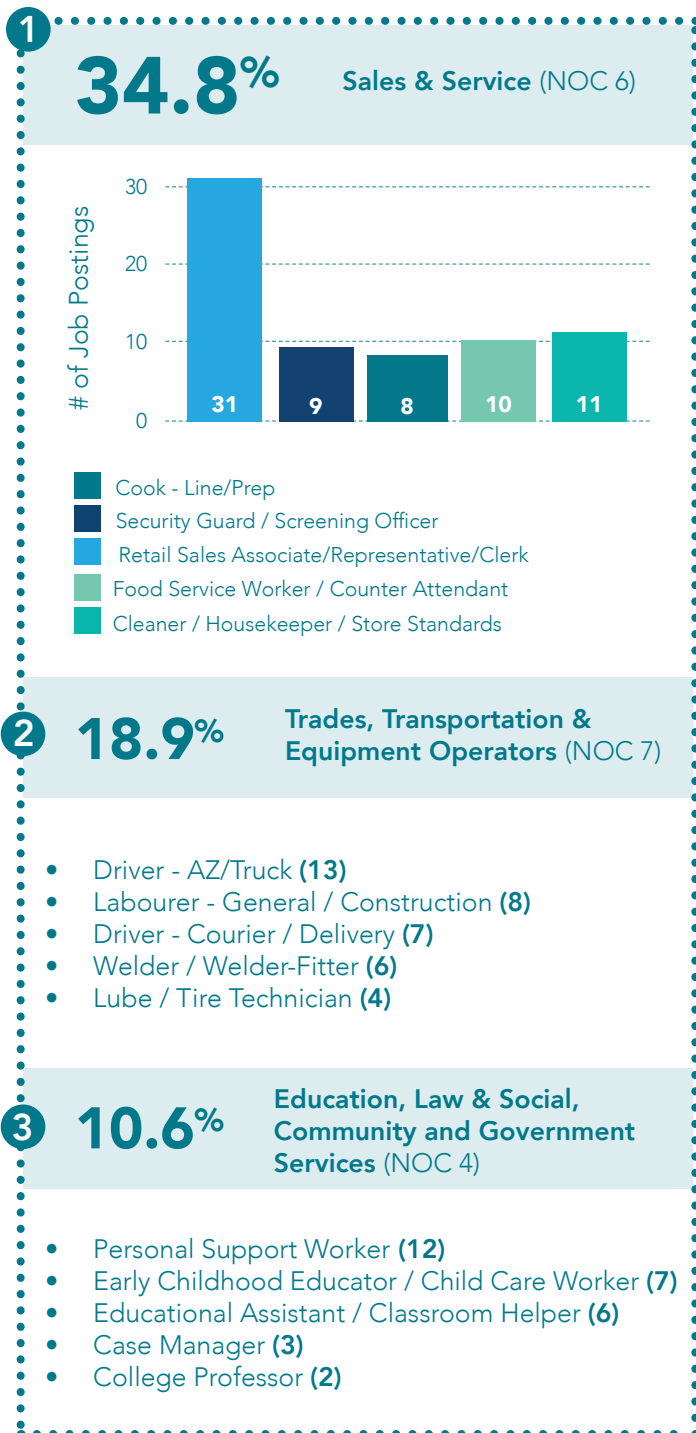 1
34.8%
Sales & Service (NOC 6)
# of Job Postings
30
20
10
0
31
9
8
10
11
Cook - Line/Prep
Security Guard / Screening Officer
Retail Sales Associate/Representative/Clerk
Food Service Worker / Counter Attendant
Cleaner / Housekeeper / Store Standards
2
18.9%
Trades, Transportation &
Equipment Operators (NOC 7)
• Driver - AZ/Truck (13)
• Labourer - General / Construction (8)
• Driver - Courier / Delivery (7)
• Welder / Welder-Fitter (6)
• Lube / Tire Technician (4)
3
10.6%
Education, Law & Social,
Community and Government
Services (NOC 4)
• Personal Support Worker (12)
• Early Childhood Educator / Child Care Worker (7)
• Educational Assistant / Classroom Helper (6)
• Case Manager (3)
• College Professor (2)